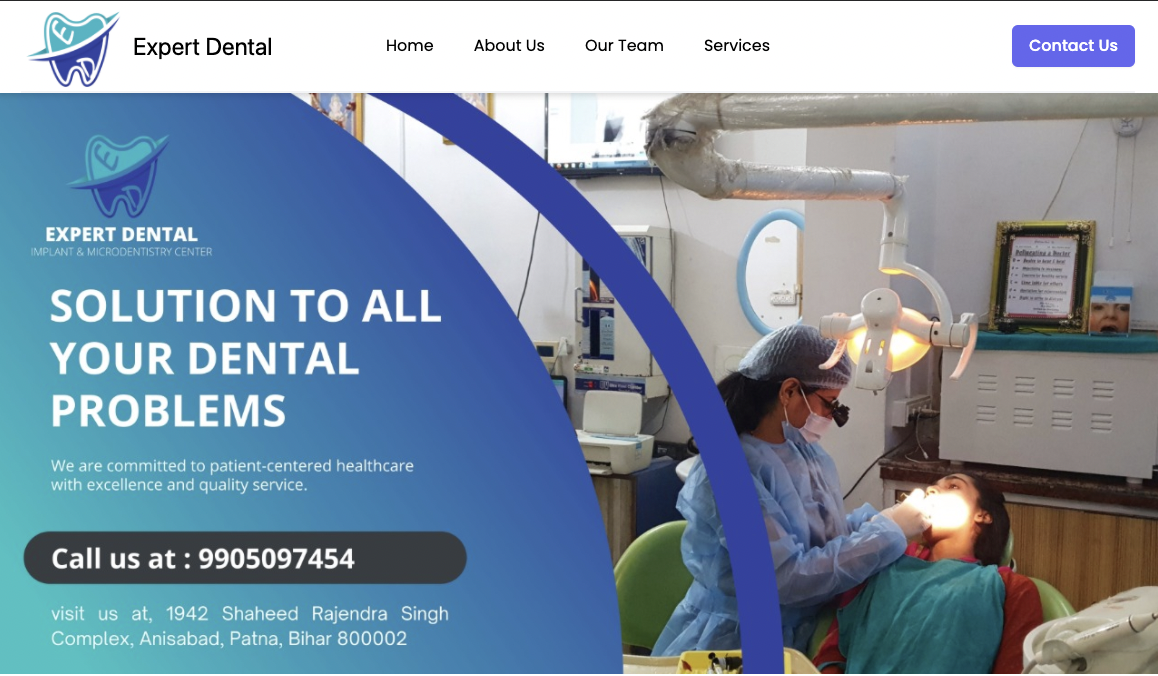 Expert Dental
Home
About Us
Our Team
Services
Contact Us
EXPERT DENTAL
IMPLANT & MICRODENTISTRY CENTER
SOLUTION TO ALL
YOUR DENTAL
PROBLEMS
We are committed to patient-centered healthcare
with excellence and quality service.
Call us at : 9905097454
visit us at, 1942 Shaheed Rajendra Singh
Complex, Anisabad, Patna, Bihar 800002